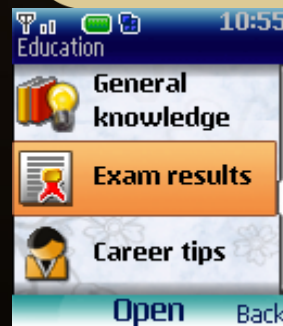 10:55
Education
General
knowledge
Exam results
Career tips
Open Back